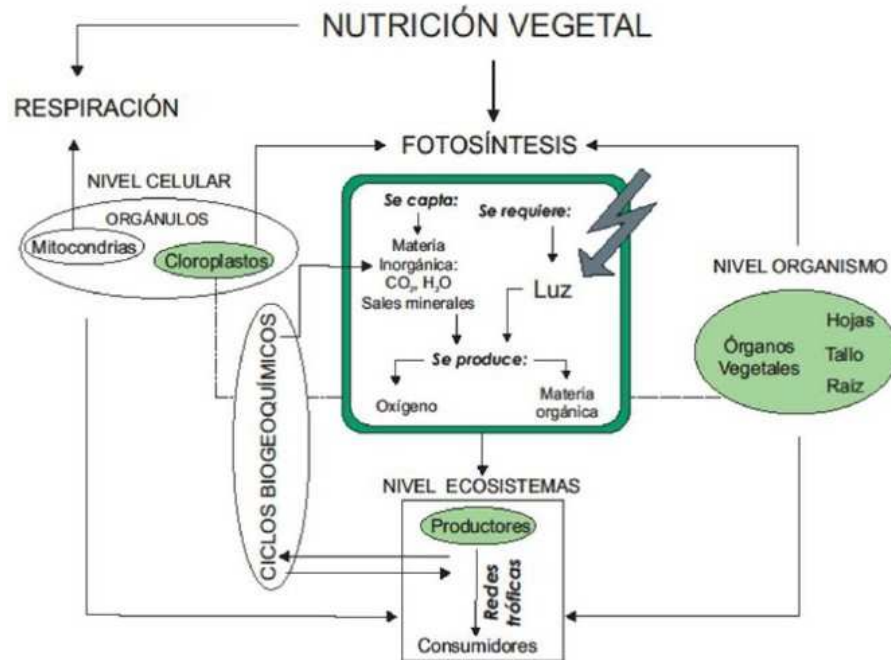 NUTRICIÓN VEGETAL
RESPIRACIÓN
FOTOSÍNTESIS
NIVEL CELULAR
ORGÁNULOS
Mitocondrias
Cloroplastos
Se capta:
Se requiere:
Materia
Inorgánica:
CO₂, H₂O
Sales minerales
Luz
Se produce:
Oxígeno
Materia
orgánica
NIVEL ORGANISMO
Órganos
Vegetales
Hojas
Tallo
Raíz
CICLOS BIOGEOQUÍMICOS
NIVEL ECOSISTEMAS
Productores
Redes
tróficas
Consumidores